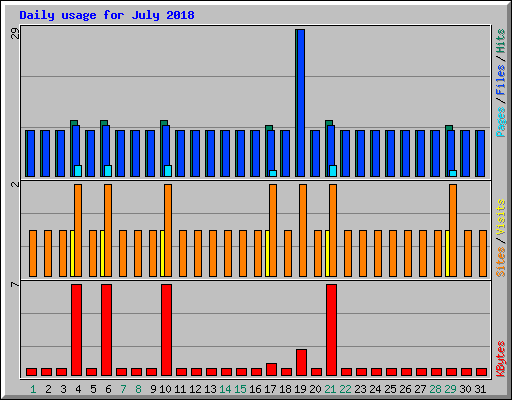 Daily usage for July 2018
29
Pages / Files / Hits
2
Sites / Visits
7
KBytes
1 2 3 4 5 6 7 8 9 10 11 12 13 14 15 16 17 18 19 20 21 22 23 24 25 26 27 28 29 30 31